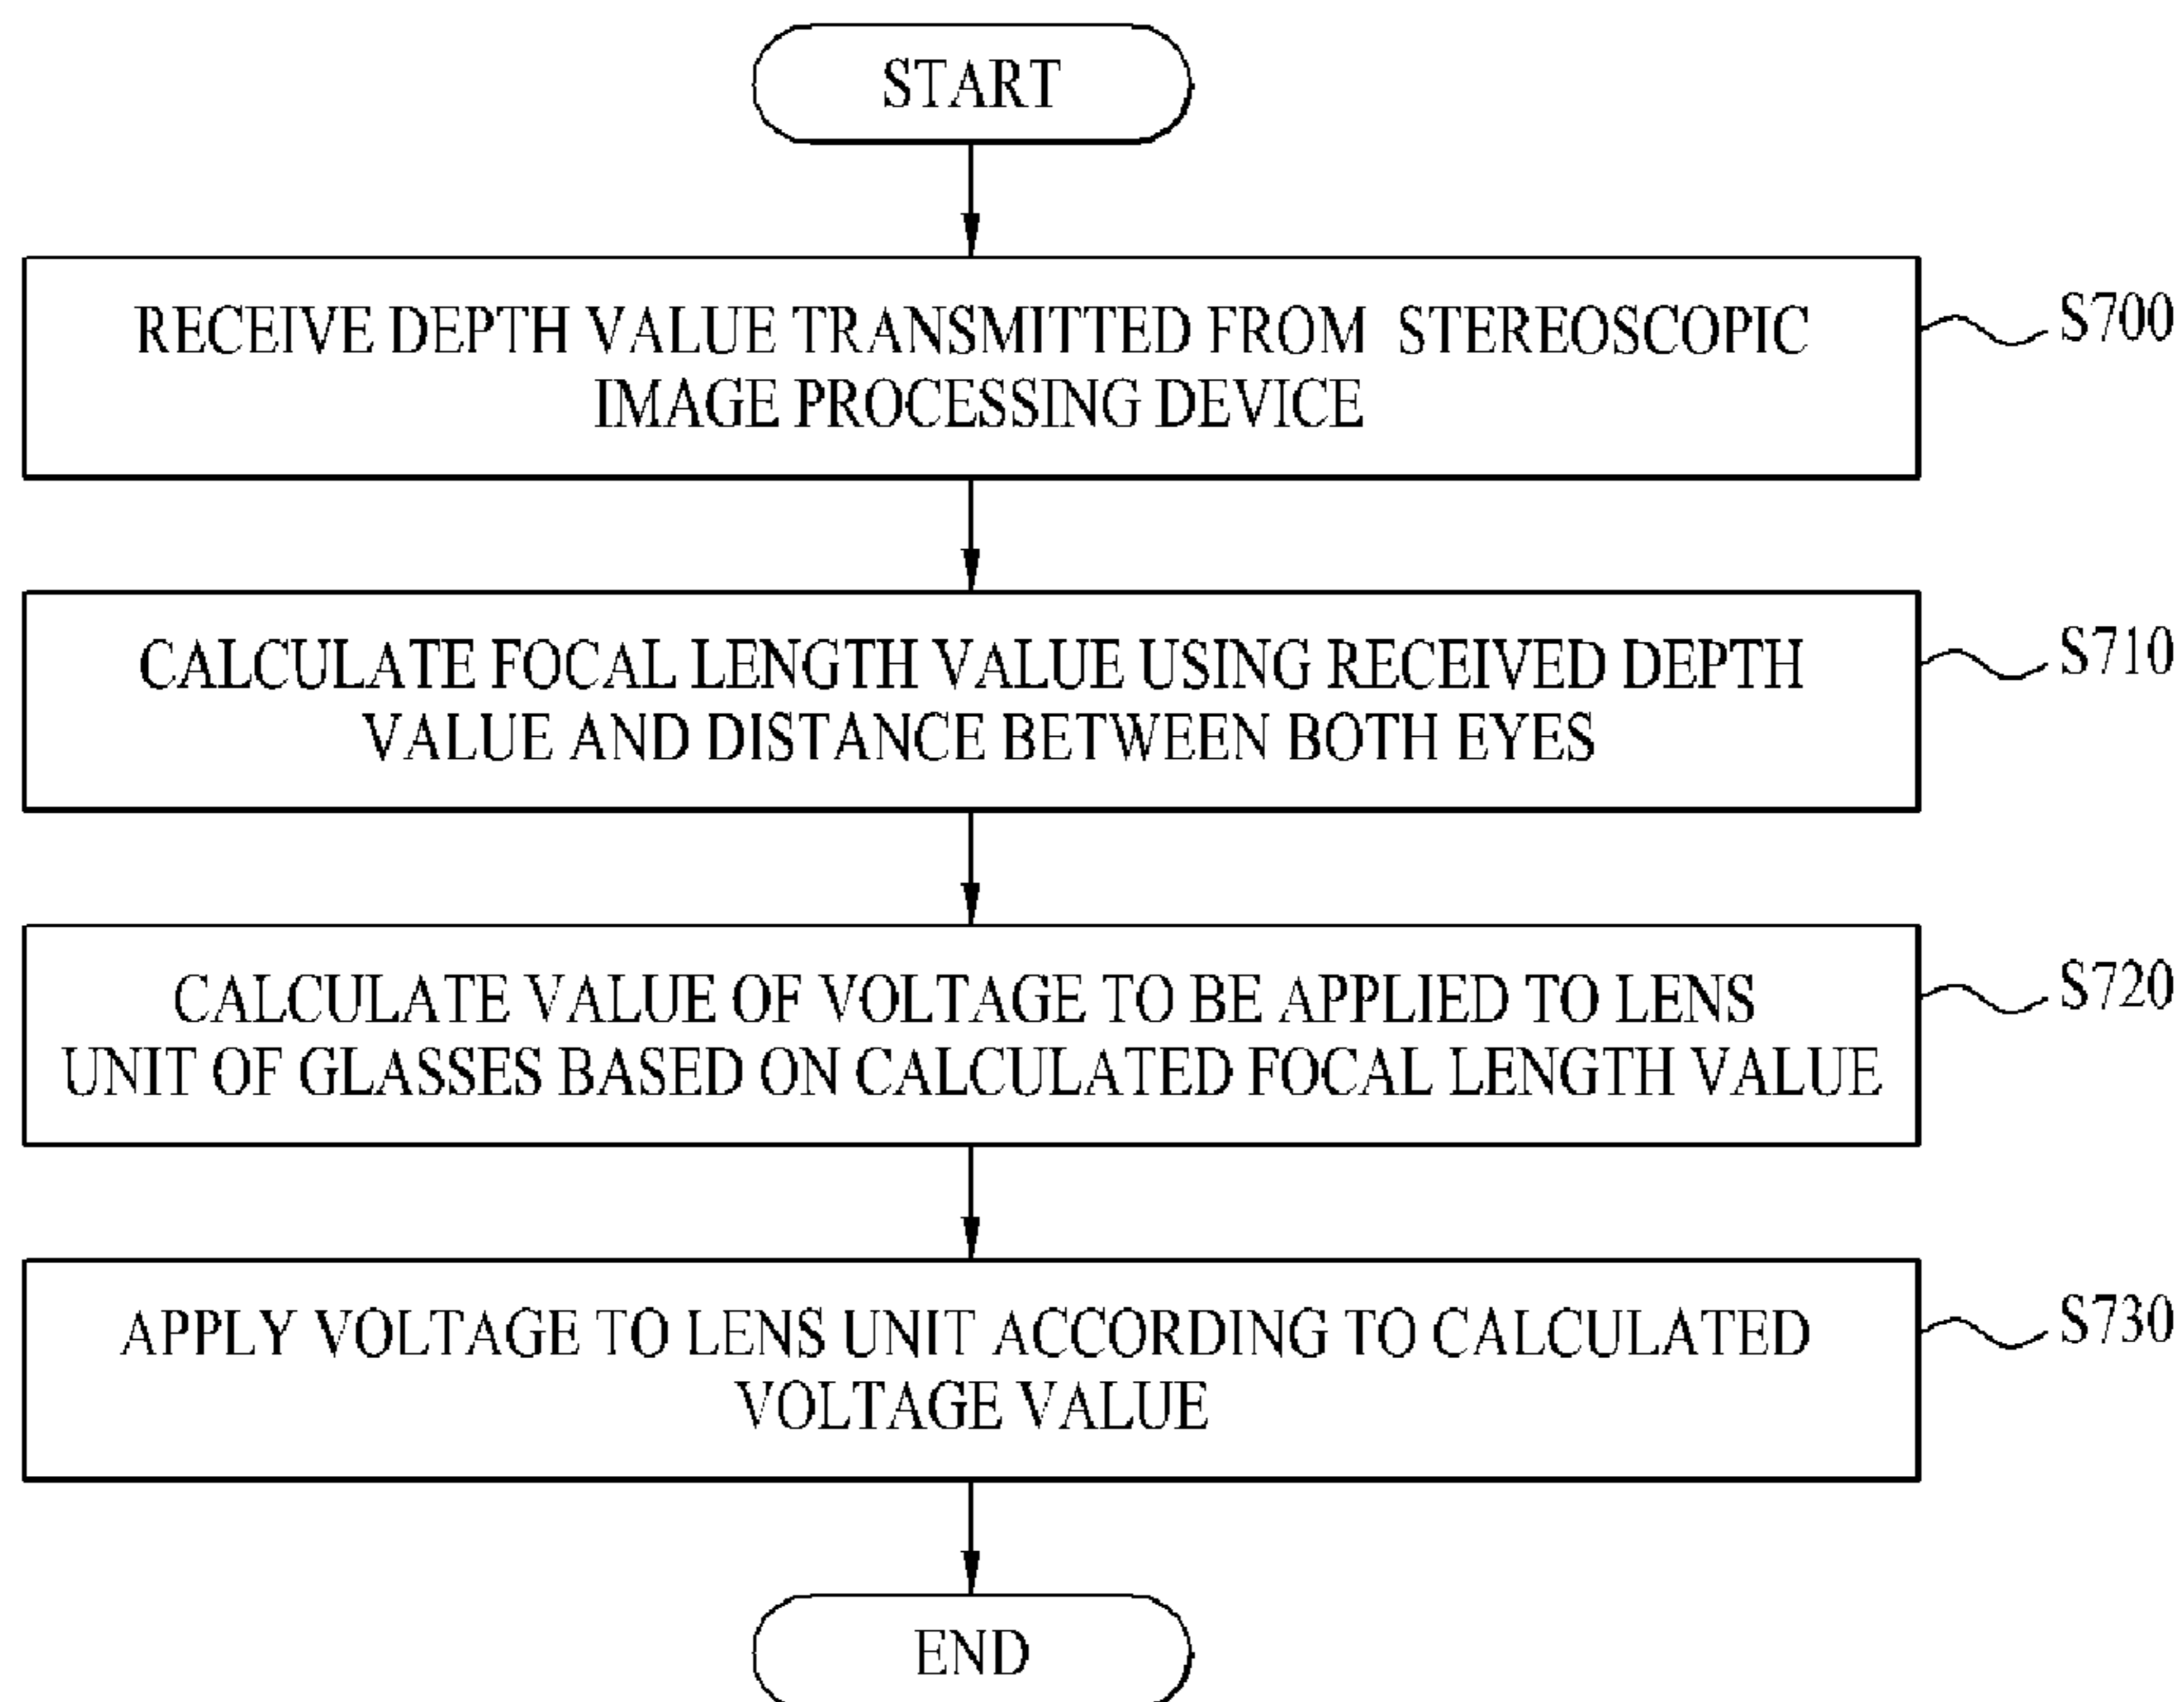 START
RECEIVE DEPTH VALUE TRANSMITTED FROM STEREOSCOPIC
IMAGE PROCESSING DEVICE
S700
CALCULATE FOCAL LENGTH VALUE USING RECEIVED DEPTH
VALUE AND DISTANCE BETWEEN BOTH EYES
S710
CALCULATE VALUE OF VOLTAGE TO BE APPLIED TO LENS
UNIT OF GLASSES BASED ON CALCULATED FOCAL LENGTH VALUE
S720
APPLY VOLTAGE TO LENS UNIT ACCORDING TO CALCULATED
VOLTAGE VALUE
S730
END